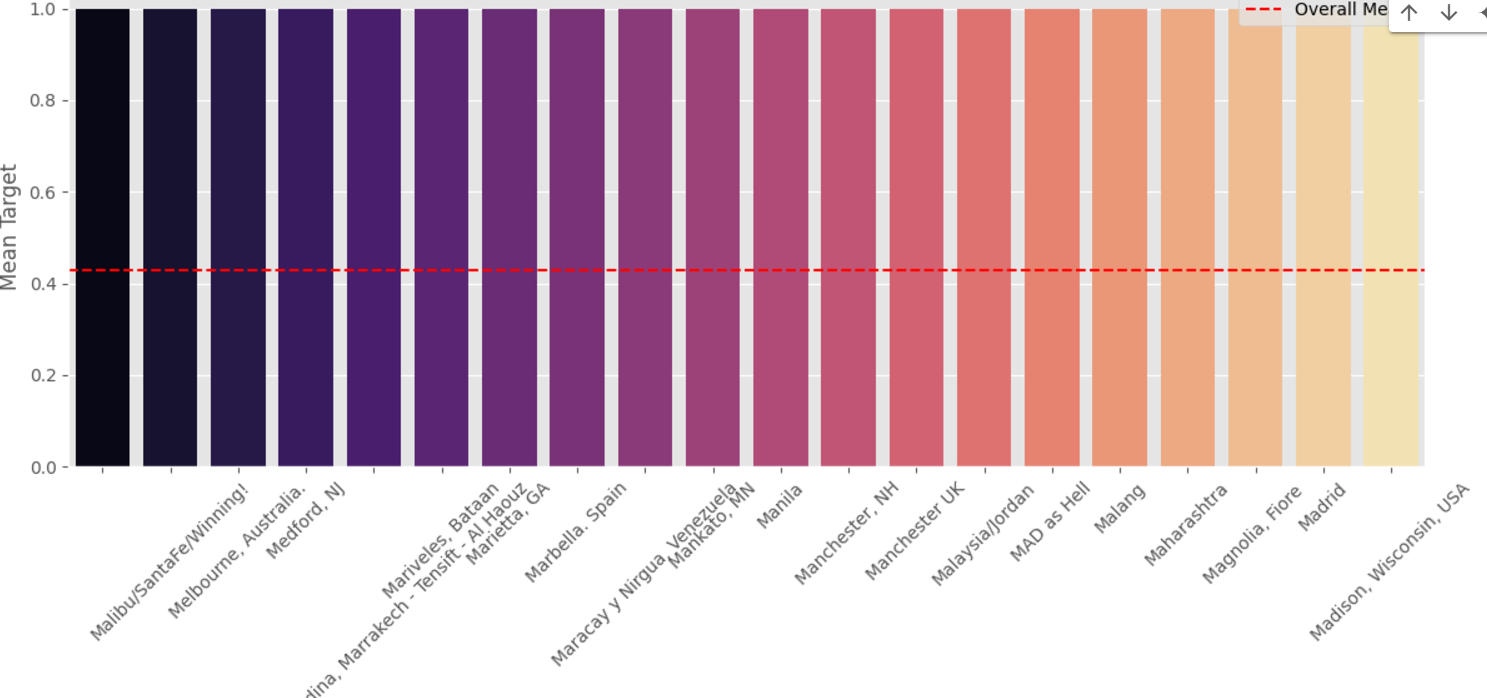 1.0
0.8
0.6
0.4
0.2
0.0
Mean Target
Overall Me
Malibu/SantaFe/Winning!
Melbourne, Australia.
Medford, NJ
dina, Marrakech - Tensift - Al Haouz
Mariveles, Bataan
Marietta, GA
Marbella. Spain
Maracay y Nirgua, Venezuela
Mankato, MN
Manila
Manchester, NH
Manchester UK
Malaysia/Jordan
MAD as Hell
Malang
Maharashtra
Magnolia, Fiore
Madrid
Madison, Wisconsin, USA